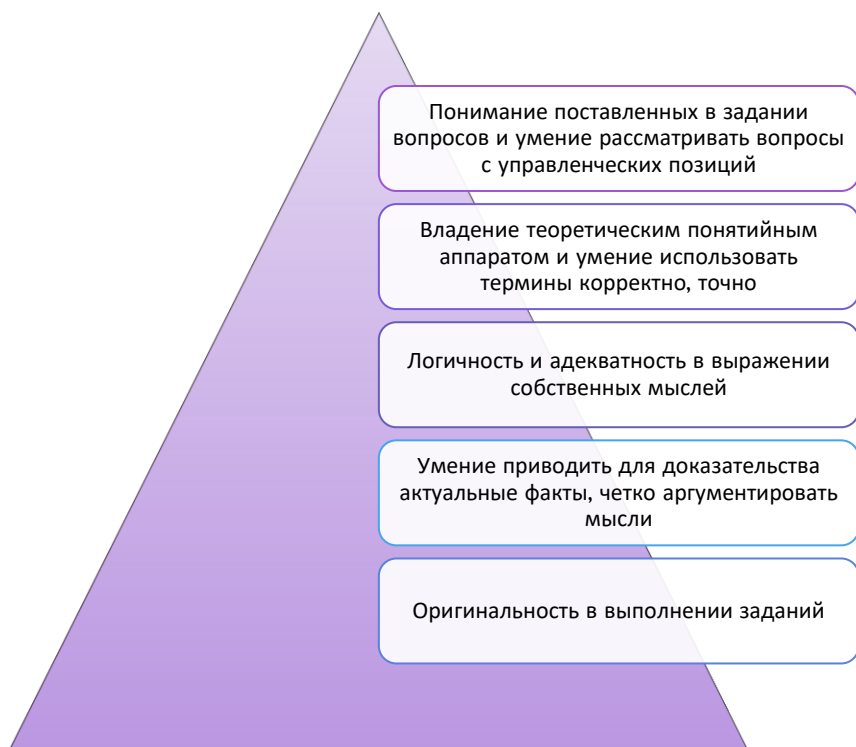 Понимание поставленных в задании
вопросов и умение рассматривать вопросы
с управленческих позиций
Владение теоретическим понятийным
аппаратом и умение использовать
термины корректно, точно
Логичность и адекватность в выражении
собственных мыслей
Умение приводить для доказательства
актуальные факты, четко аргументировать
мысли
Оригинальность в выполнении заданий